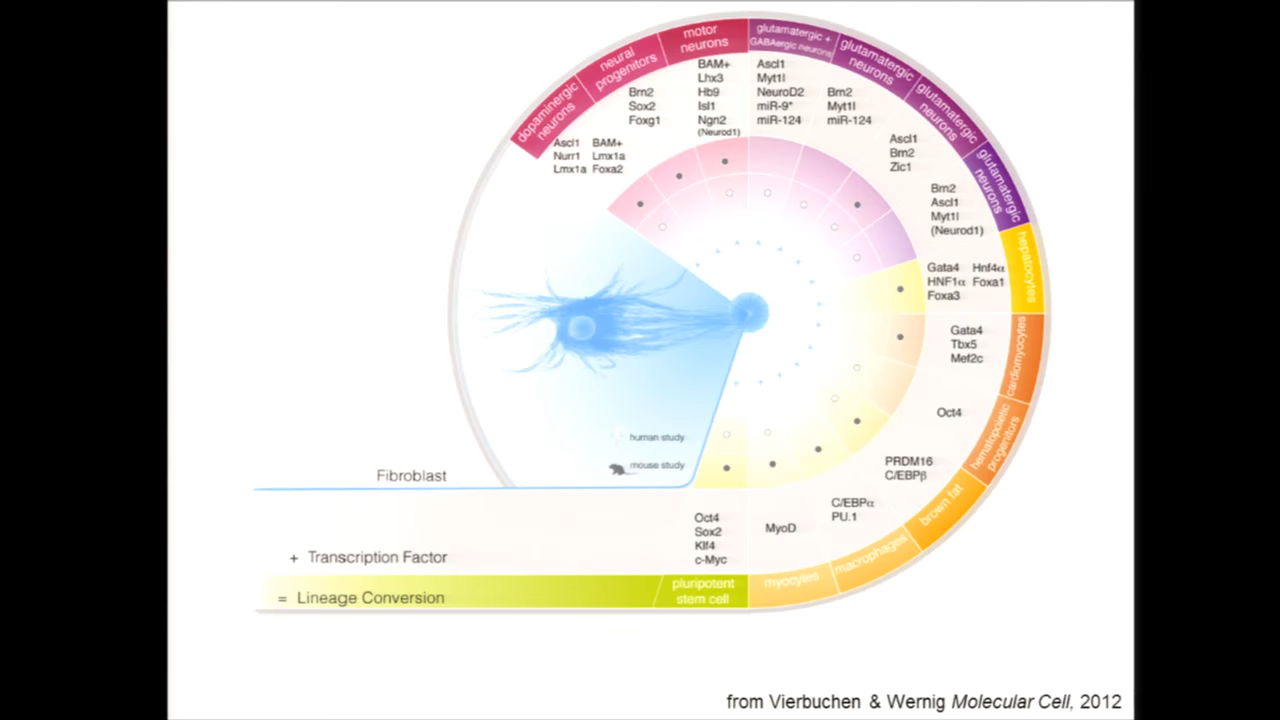 dopaminergic
neurons
neural
progenitors
motor
neurons
glutamatergic +
GABAergic neurons
glutamatergic
neurons
glutamatergic
neurons
glutamatergic
neurons
hepatocytes
cardiomyocytes
hematopoietic
progenitors
brown fat
macrophages
myocytes
pluripotent
stem cell
Ascl1
Nurr1
Lmx1a
BAM+
Lmx1a
Foxa2
Brn2
Sox2
Foxg1
BAM+
Lhx3
Hb9
Isl1
Ngn2
(Neurod1)
Ascl1
Myt1l
NeuroD2
miR-9*
miR-124
Brn2
Myt1l
miR-124
Ascl1
Brn2
Zic1
Brn2
Ascl1
Myt1l
(Neurod1)
Gata4
HNF1α
Foxa3
Hnf4α
Foxa1
Gata4
Tbx5
Mef2c
Oct4
PRDM16
C/EBPβ
C/EBPα
PU.1
MyoD
Oct4
Sox2
Klf4
c-Myc
human study
mouse study
Fibroblast
+ Transcription Factor
= Lineage Conversion
from Vierbuchen & Wernig Molecular Cell, 2012